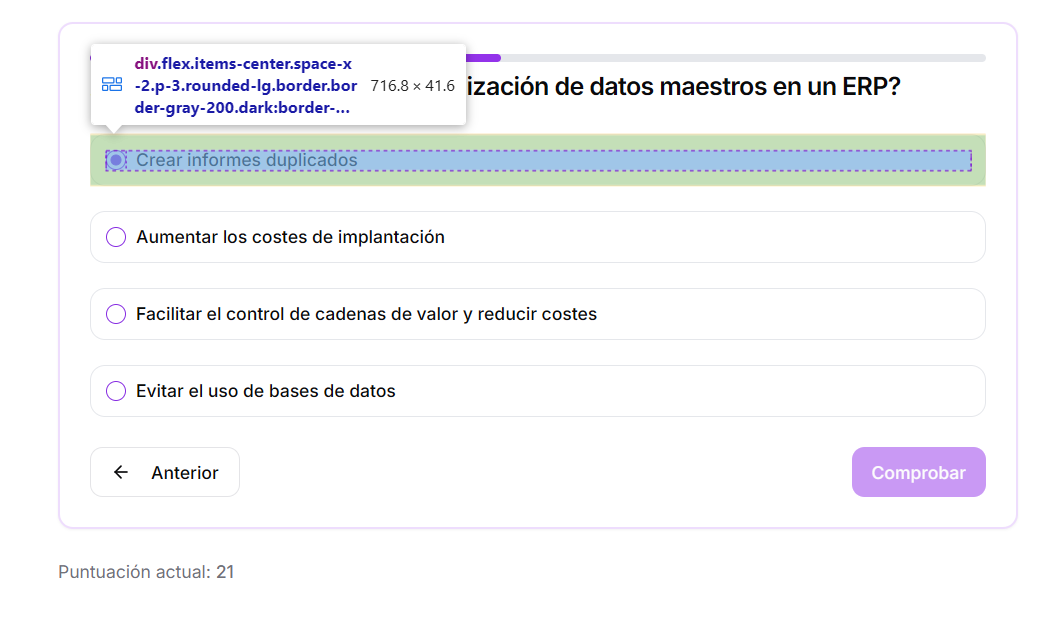 div.flex.items-center.space-x
-2.p-3.rounded-lg.border.bor
der-gray-200.dark:border-...
716.8 × 41.6
ización de datos maestros en un ERP?
Crear informes duplicados
Aumentar los costes de implantación
Facilitar el control de cadenas de valor y reducir costes
Evitar el uso de bases de datos
Anterior
Comprobar
Puntuación actual: 21